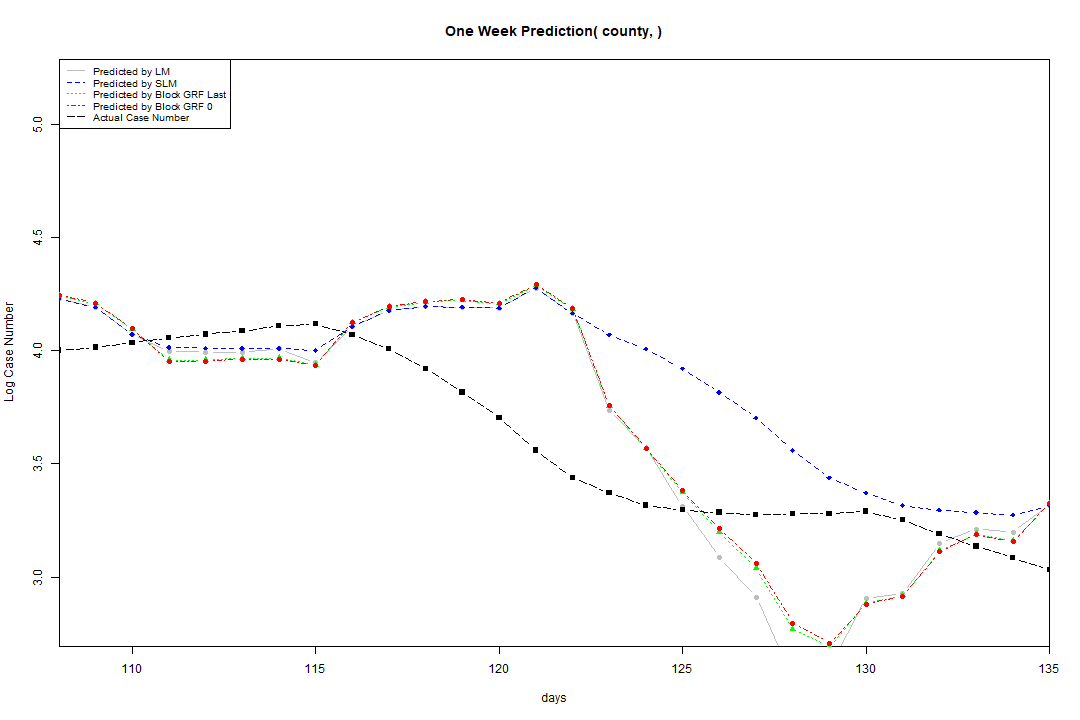 One Week Prediction( county, )
Predicted by LM
Predicted by SLM
Predicted by Block GRF Last
Predicted by Block GRF 0
Actual Case Number
5.0
4.5
4.0
3.5
3.0
Log Case Number
110 115 120 125 130 135
days